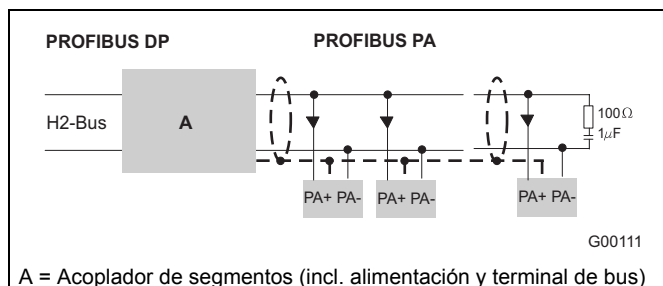 PROFIBUS DP PROFIBUS PA
H2-Bus A
100Ω
1μF
PA+ PA- PA+ PA- PA+ PA-
G00111
A = Acoplador de segmentos (incl. alimentación y terminal de bus)